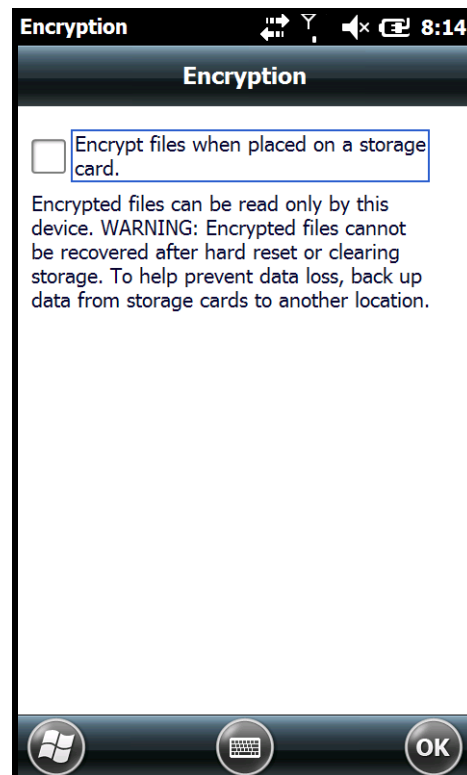 Encryption 8:14
Encryption
Encrypt files when placed on a storage
card.
Encrypted files can be read only by this
device. WARNING: Encrypted files cannot
be recovered after hard reset or clearing
storage. To help prevent data loss, back up
data from storage cards to another location.
OK